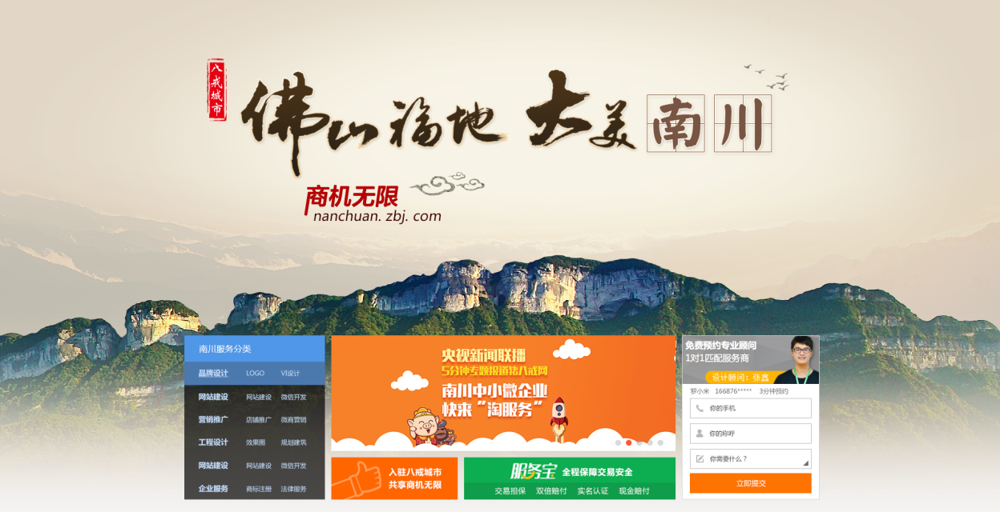 八戒城市
佛山福地 大美南川
商机无限
nanchuan. zbj. com
南川服务分类
品牌设计 LOGO VI设计
网站建设 网站建设 微信开发
营销推广 店铺推广 微商营销
工程设计 效果图 规划建筑
网站建设 网站建设 微信开发
企业服务 商标注册 法律服务
央视新闻联播
5分钟专题报道猪八戒网
南川中小微企业
快来“淘服务”
入驻八戒城市
共享商机无限
服务宝 全程保障交易安全
交易担保 双倍赔付 实名认证 现金赔付
免费预约专业顾问
1对1匹配服务商
设计顾问：张鑫
罗小米 166876***** 3分钟预约
你的手机
你的称呼
你需要什么？
立即提交